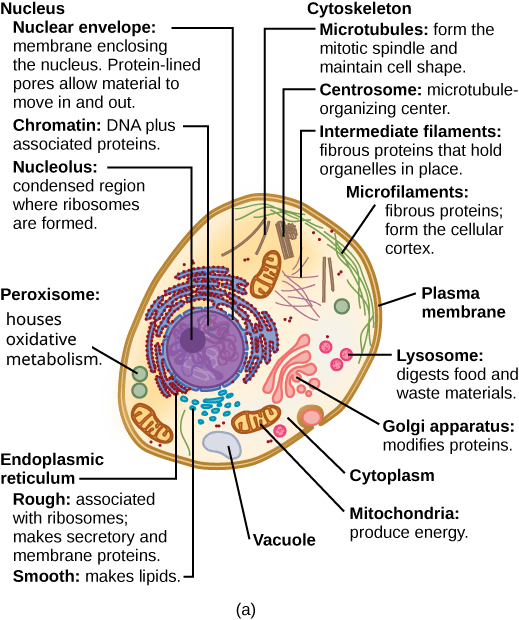 Nucleus
Nuclear envelope:
membrane enclosing
the nucleus. Protein-lined
pores allow material to
move in and out.
Chromatin: DNA plus
associated proteins.
Nucleolus:
condensed region
where ribosomes
are formed.
Peroxisome:
houses
oxidative
metabolism.
Endoplasmic
reticulum
Rough: associated
with ribosomes;
makes secretory and
membrane proteins.
Smooth: makes lipids.
Cytoskeleton
Microtubules: form the
mitotic spindle and
maintain cell shape.
Centrosome: microtubule-
organizing center.
Intermediate filaments:
fibrous proteins that hold
organelles in place.
Microfilaments:
fibrous proteins;
form the cellular
cortex.
Plasma
membrane
Lysosome:
digests food and
waste materials.
Golgi apparatus:
modifies proteins.
Cytoplasm
Mitochondria:
produce energy.
Vacuole
(a)